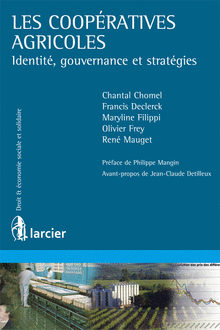 LES COOPÉRATIVES
AGRICOLES
Identité, gouvernance et stratégies
Chantal Chomel
Francis Declerck
Maryline Filippi
Olivier Frey
René Mauget
Préface de Philippe Mangin
Avant-propos de Jean-Claude Detilleux
Droit & économie sociale et solidaire
larcier